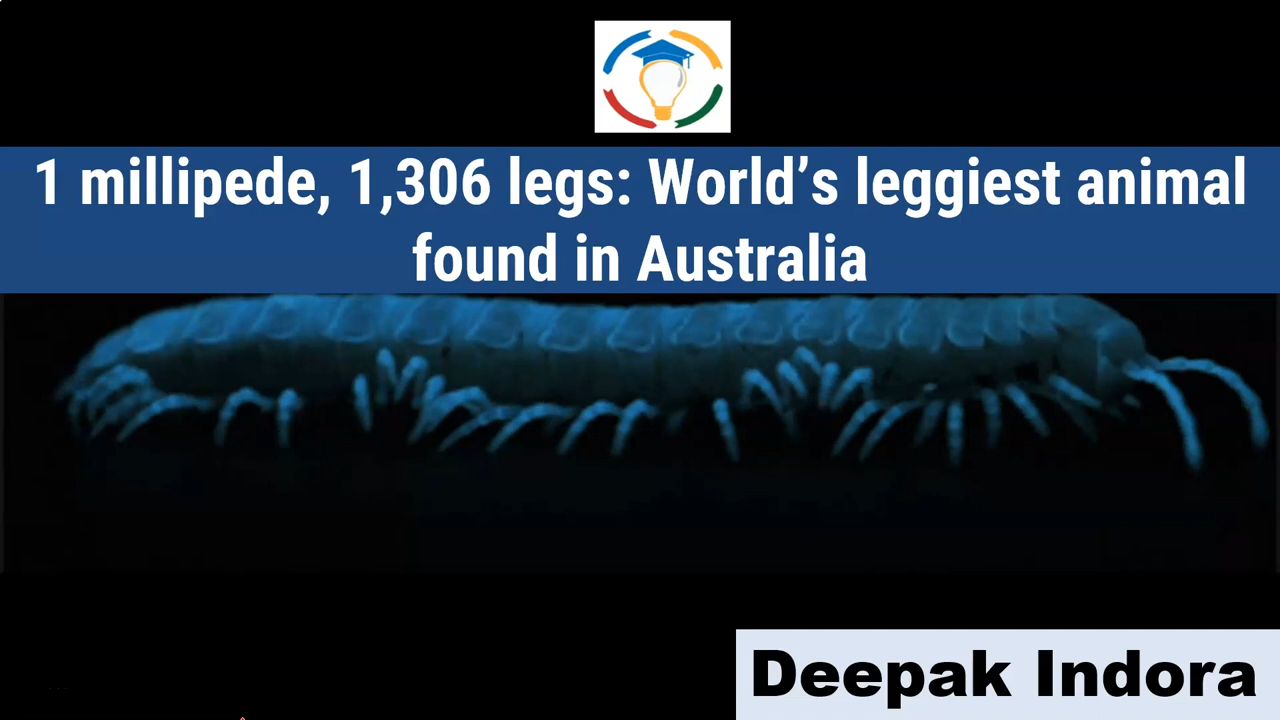 1 millipede, 1,306 legs: World’s leggiest animal
found in Australia
Deepak Indora